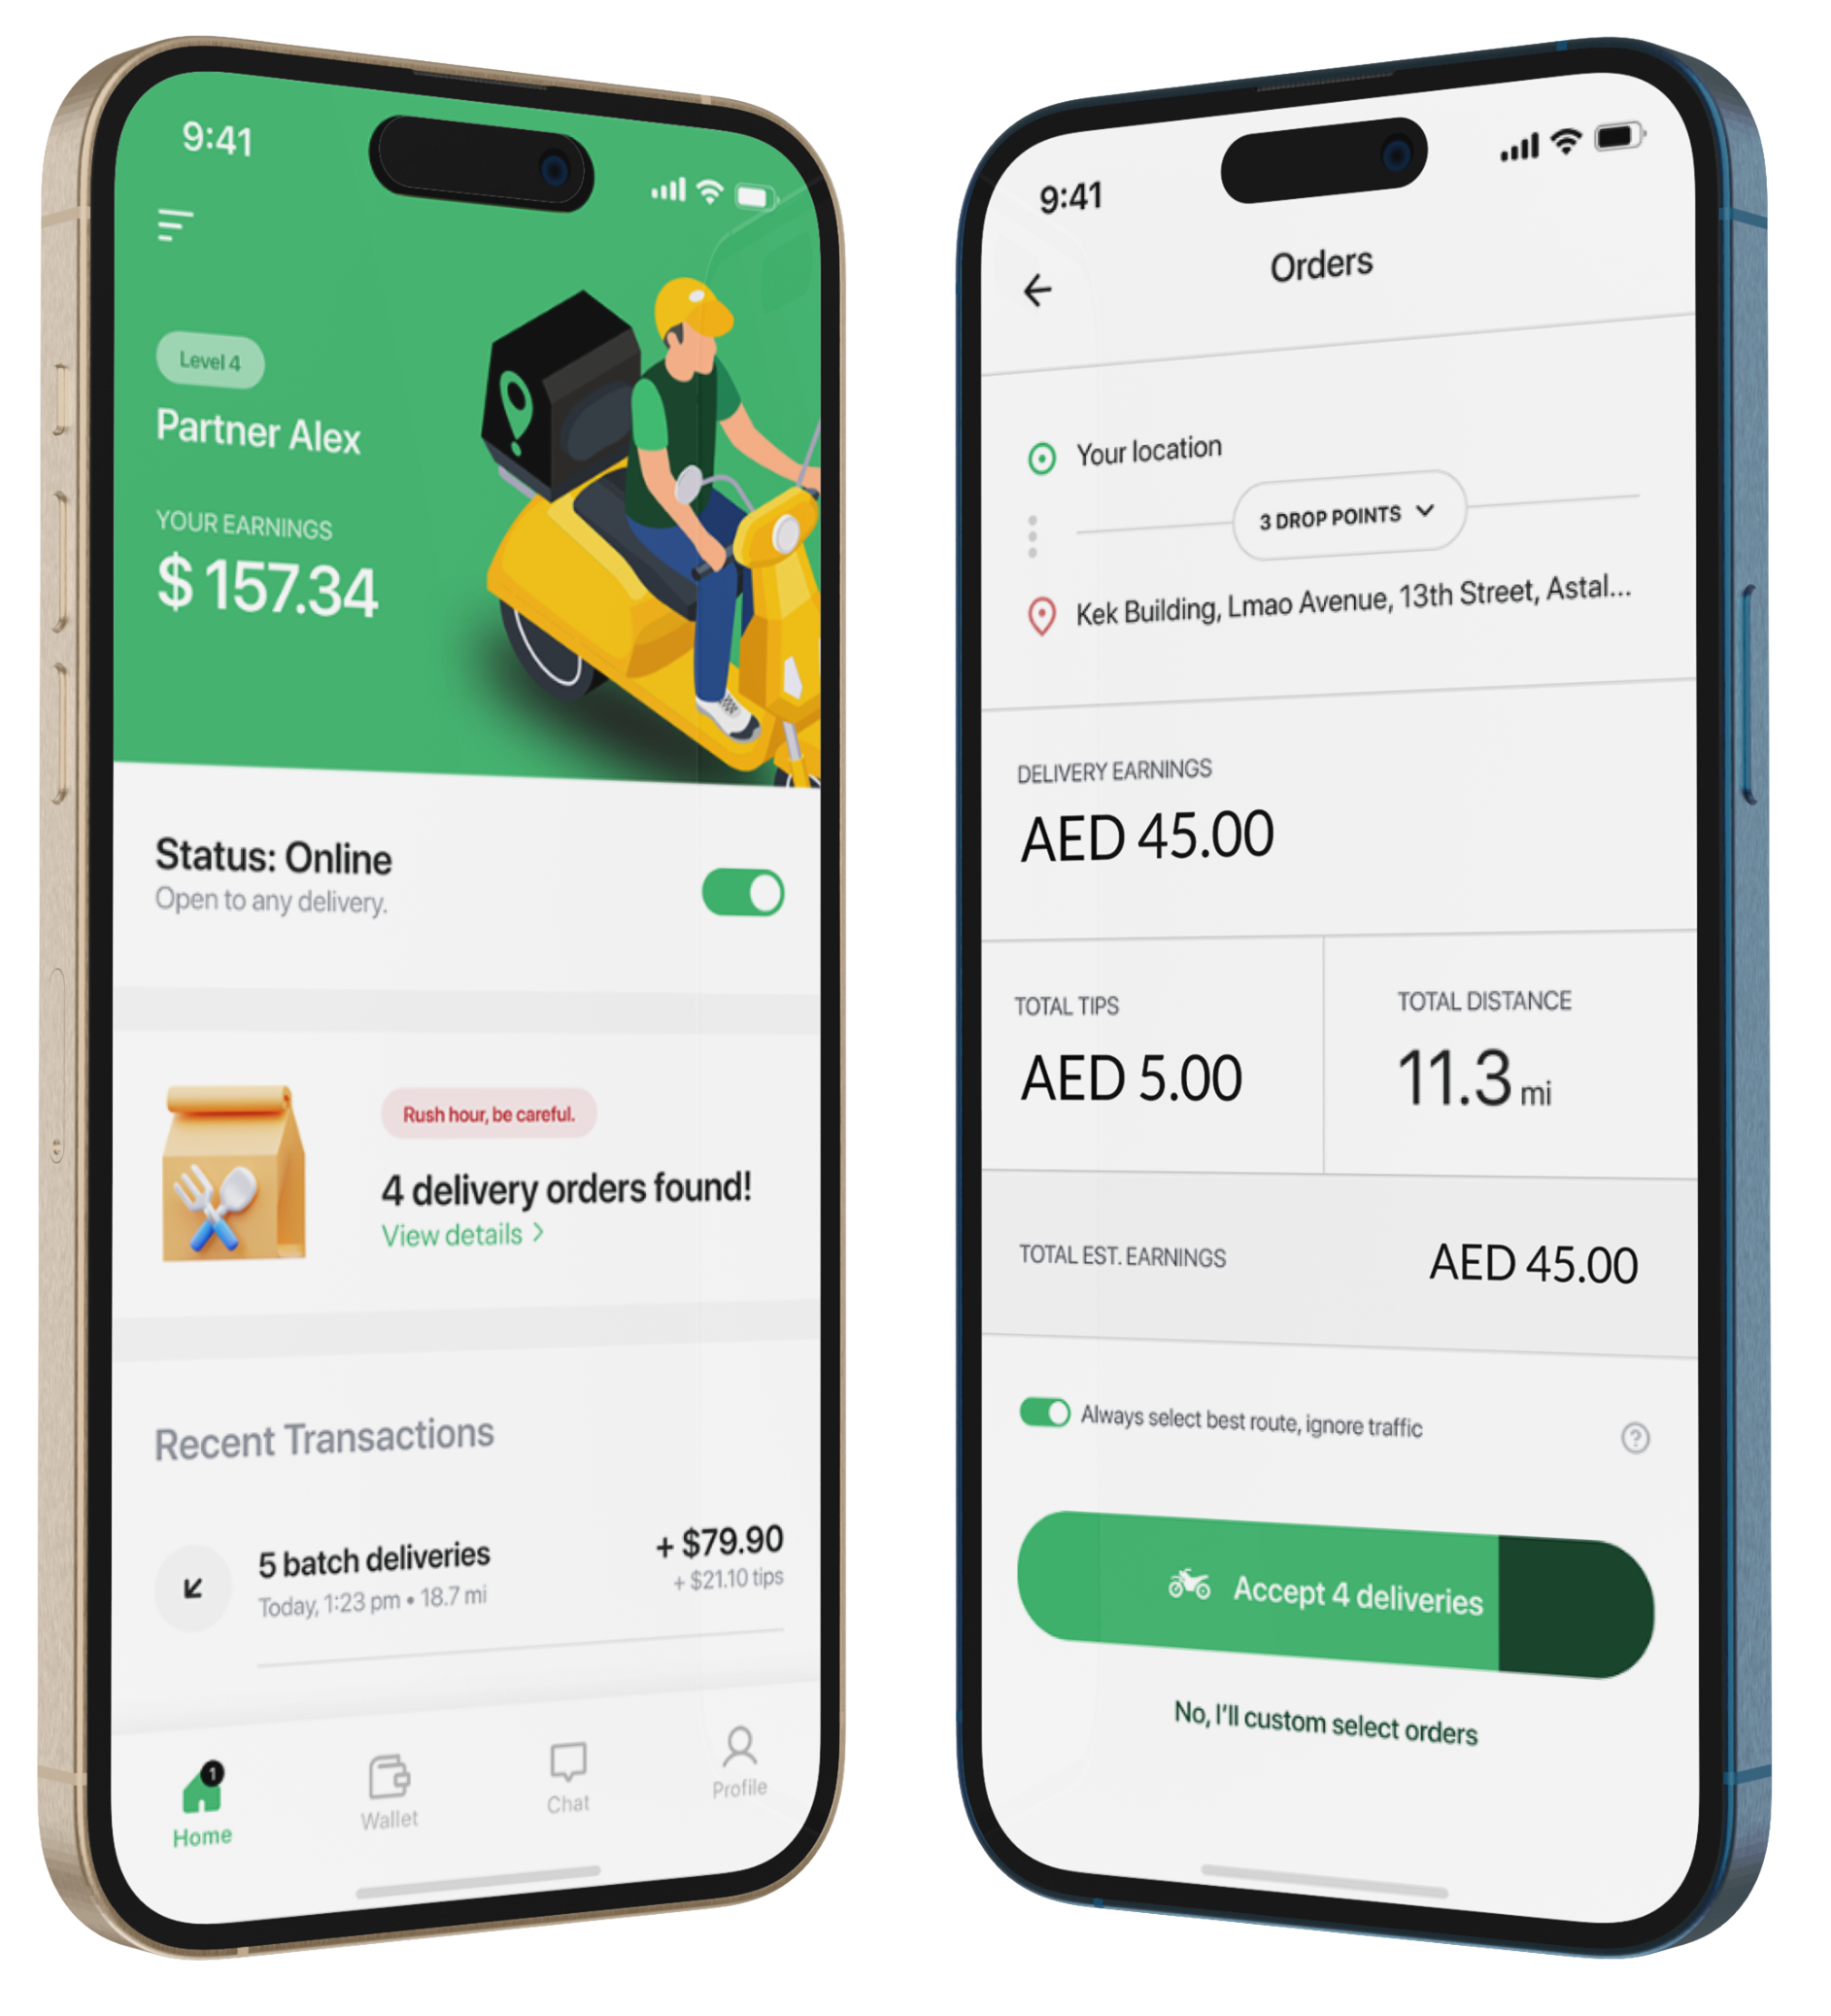 9:41
Level 4
Partner Alex
YOUR EARNINGS
$ 157.34
Status: Online
Open to any delivery.
Rush hour, be careful.
4 delivery orders found!
View details >
Recent Transactions
5 batch deliveries
+ $79.90
Today, 1:23 pm • 18.7 mi
+ $21.10 tips
1
Home
Wallet
Chat
Profile
9:41
Orders
Your location
3 DROP POINTS
Kek Building, Lmao Avenue, 13th Street, Astal...
DELIVERY EARNINGS
AED 45.00
TOTAL TIPS
AED 5.00
TOTAL DISTANCE
11.3 mi
TOTAL EST. EARNINGS
AED 45.00
Always select best route, ignore traffic
?
Accept 4 deliveries
No, I'll custom select orders